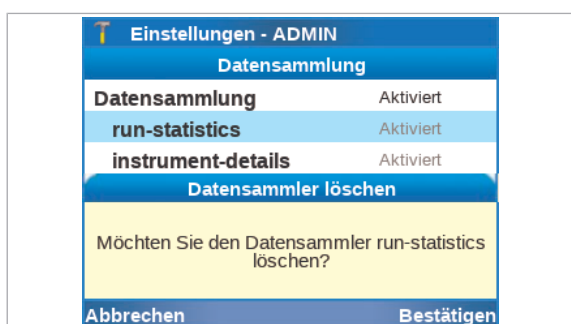 Einstellungen - ADMIN
Datensammlung
Datensammlung Aktiviert
run-statistics Aktiviert
instrument-details Aktiviert
Datensammler löschen
Möchten Sie den Datensammler run-statistics
löschen?
Abbrechen Bestätigen